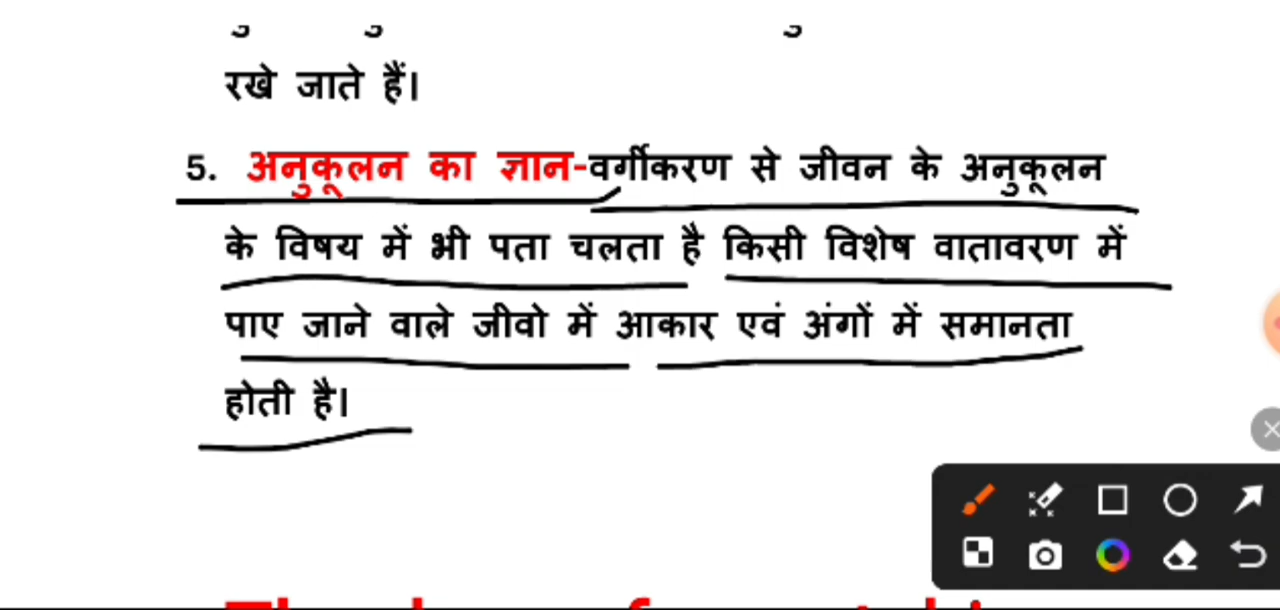 रखे जाते हैं।
5. अनुकूलन का ज्ञान-वर्गीकरण से जीवन के अनुकूलन
के विषय में भी पता चलता है किसी विशेष वातावरण में
पाए जाने वाले जीवो में आकार एवं अंगों में समानता
होती है।